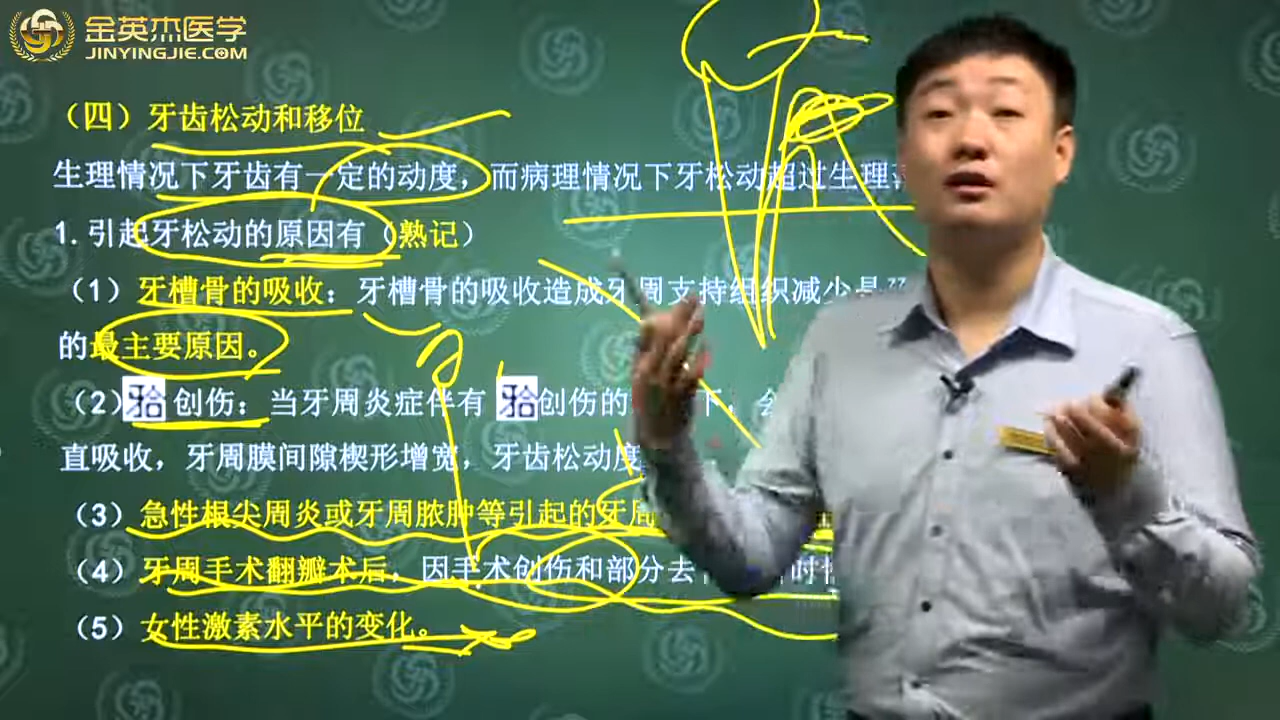 金英杰医学
JINYINGJIE.COM
（四）牙齿松动和移位
生理情况下牙齿有一定的动度，而病理情况下牙松动超过生理
1. 引起牙松动的原因有（熟记）
（1）牙槽骨的吸收：牙槽骨的吸收造成牙周支持组织减少是
的最主要原因。
（2）牙合创伤：当牙周炎症伴有牙合创伤的 下，会
直吸收，牙周膜间隙楔形增宽，牙齿松动度
（3）急性根尖周炎或牙周脓肿等引起的牙周
（4）牙周手术翻瓣术后，因手术创伤和部分去 时性
（5）女性激素水平的变化。